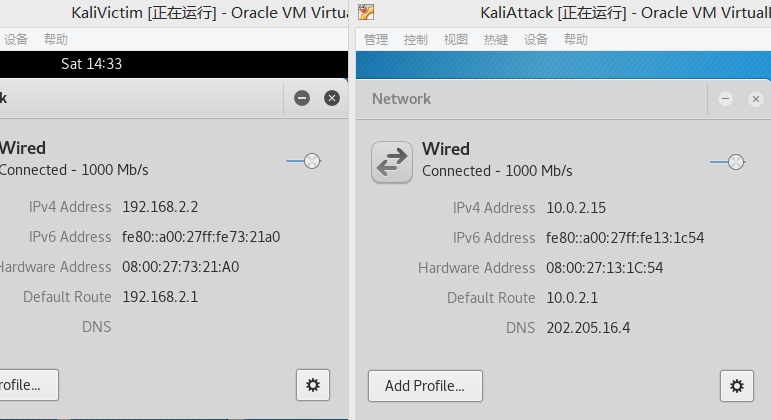 KaliVictim [正在运行] - Oracle VM Virtua
设备 帮助
Sat 14:33
k
Wired
Connected - 1000 Mb/s
IPv4 Address 192.168.2.2
IPv6 Address fe80::a00:27ff:fe73:21a0
Hardware Address 08:00:27:73:21:A0
Default Route 192.168.2.1
DNS
rofile...
KaliAttack [正在运行] - Oracle VM Virtuall
管理 控制 视图 热键 设备 帮助
Network
Wired
Connected - 1000 Mb/s
IPv4 Address 10.0.2.15
IPv6 Address fe80::a00:27ff:fe13:1c54
Hardware Address 08:00:27:13:1C:54
Default Route 10.0.2.1
DNS 202.205.16.4
Add Profile...